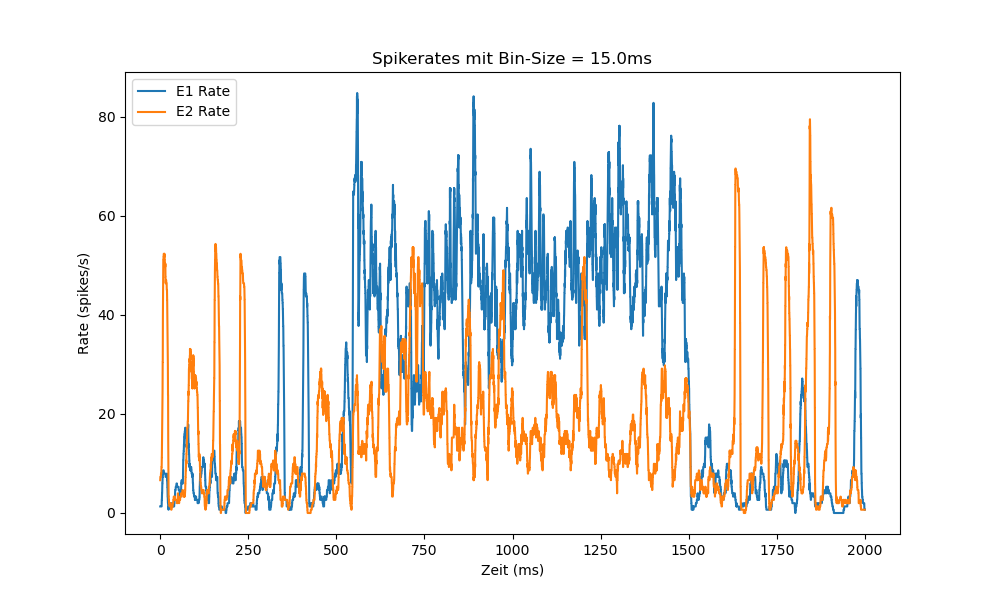 Spikerates mit Bin-Size = 15.0ms
E1 Rate
E2 Rate
Rate (spikes/s)
80
60
40
20
0
0 250 500 750 1000 1250 1500 1750 2000
Zeit (ms)